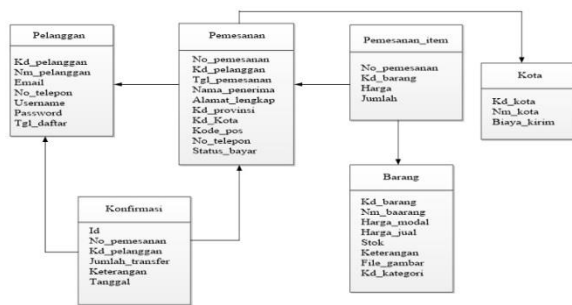 Pelanggan
Kd_pelanggan
Nm_pelanggan
Email
No_telepon
Username
Password
Tgl_daftar
Pemesanan
No_pemesanan
Kd_pelanggan
Tgl_pemesanan
Nama_penerima
Alamat_lengkap
Kd_provinsi
Kd_Kota
Kode_pos
No_telepon
Status_bayar
Pemesanan_item
No_pemesanan
Kd_barang
Harga
Jumlah
Kota
Kd_kota
Nm_kota
Biaya_kirim
Konfirmasi
Id
No_pemesanan
Kd_pelanggan
Jumlah_transfer
Keterangan
Tanggal
Barang
Kd_barang
Nm_baarang
Harga_modal
Harga_jual
Stok
Keterangan
File_gambar
Kd_kategori